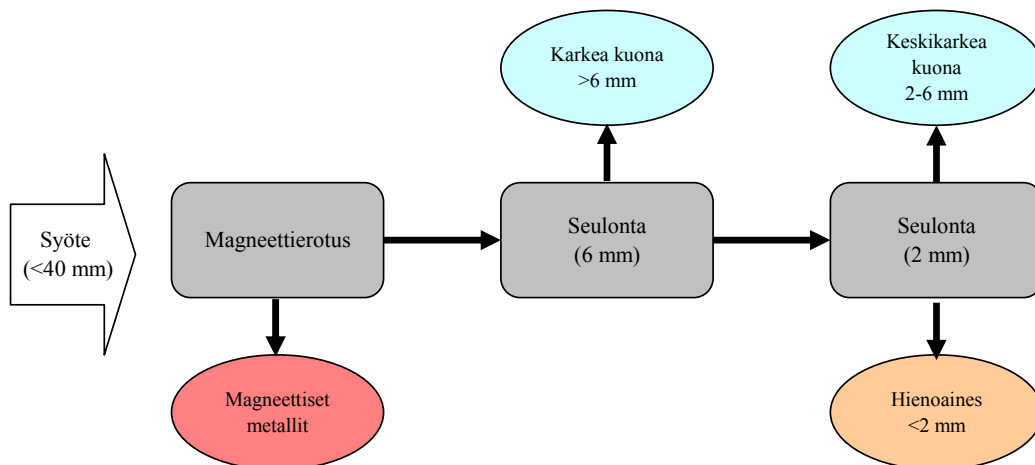 Karkea kuona
>6 mm
Keskikarkea
kuona
2-6 mm
Syöte
(<40 mm)
Magneettierotus
Seulonta
(6 mm)
Seulonta
(2 mm)
Magneettiset
metallit
Hienoaines
<2 mm